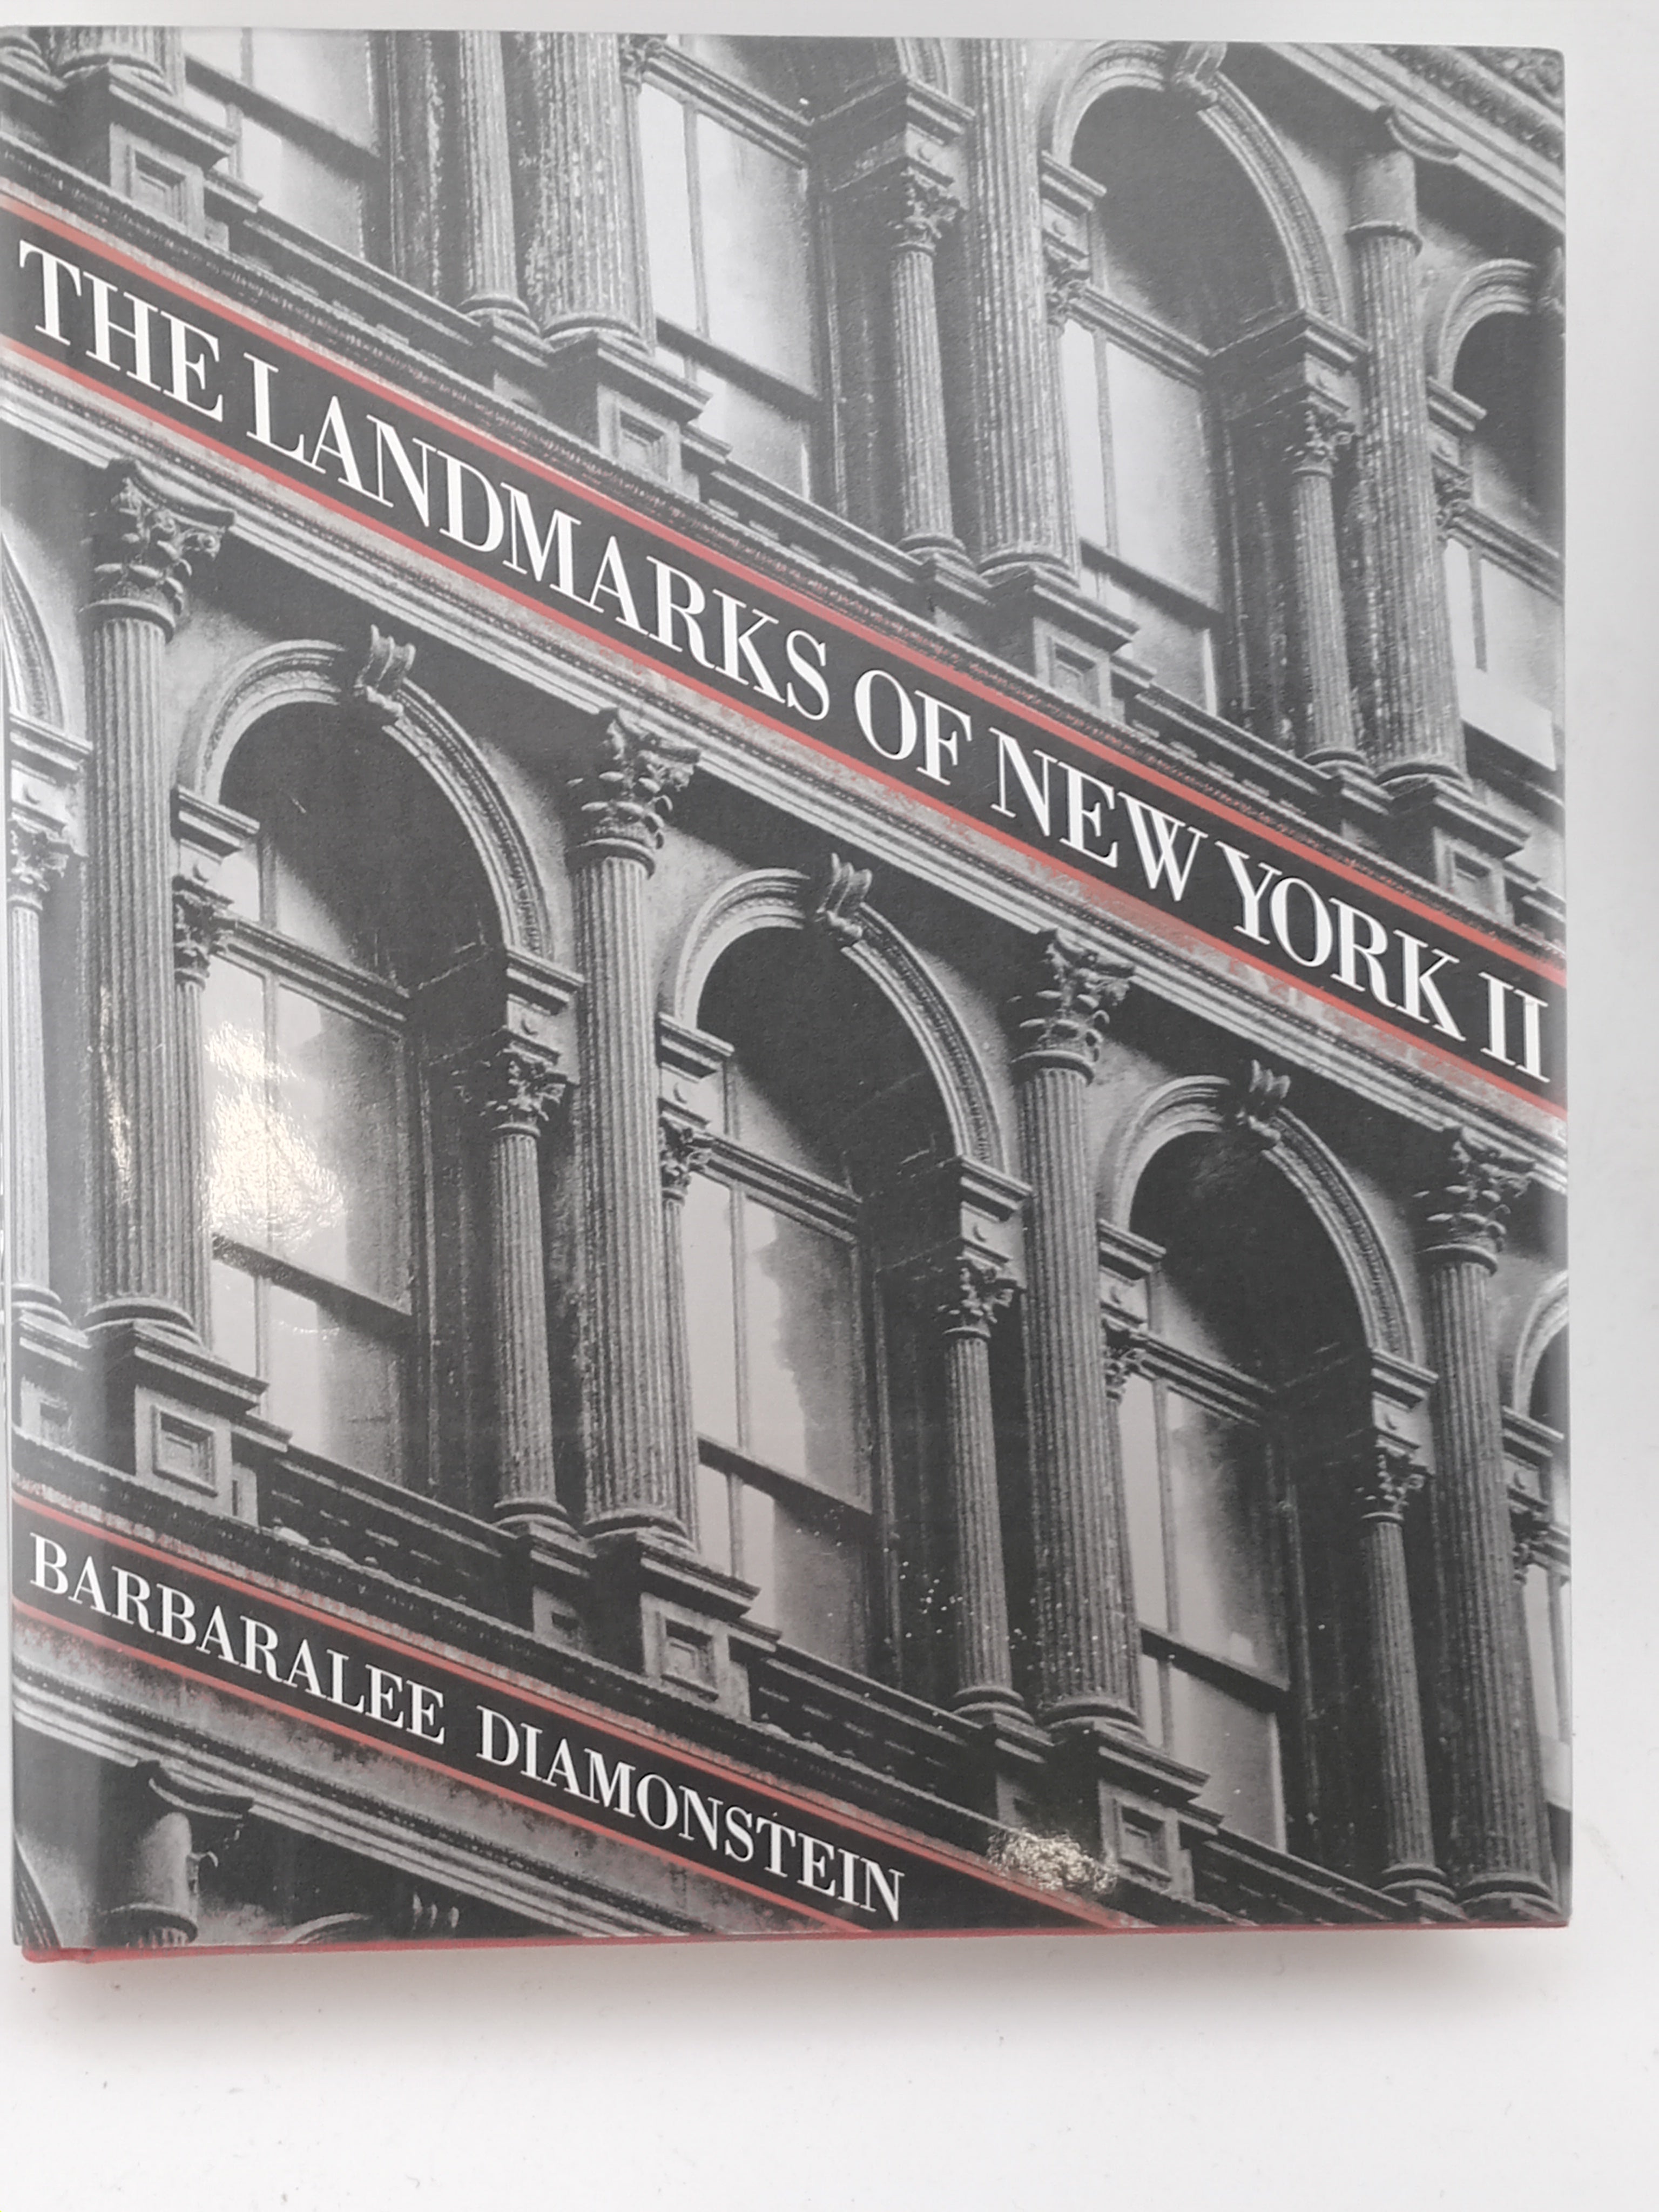 THE LANDMARKS OF NEW YORK II
BARBARALEE DIAMONSTEIN